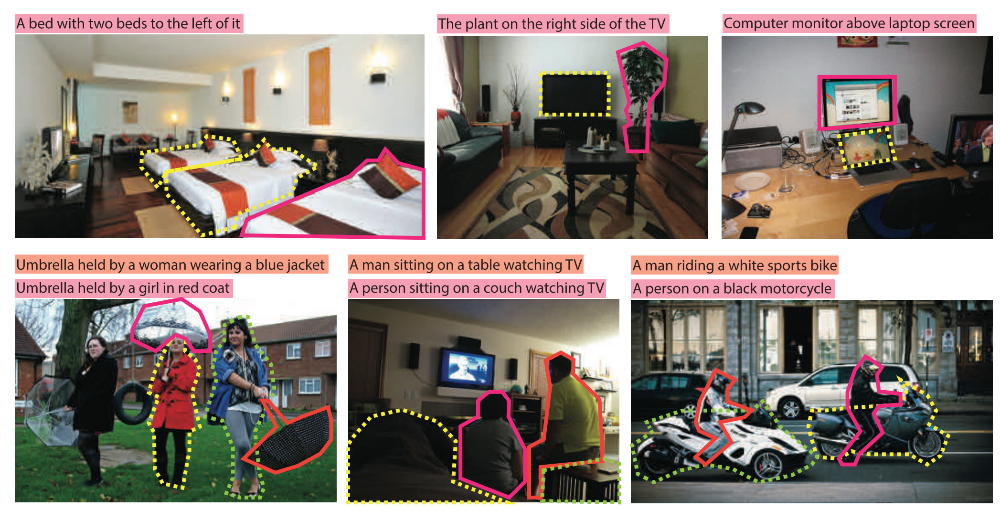 A bed with two beds to the left of it
The plant on the right side of the TV
Computer monitor above laptop screen
Umbrella held by a woman wearing a blue jacket
Umbrella held by a girl in red coat
A man sitting on a table watching TV
A person sitting on a couch watching TV
A man riding a white sports bike
A person on a black motorcycle